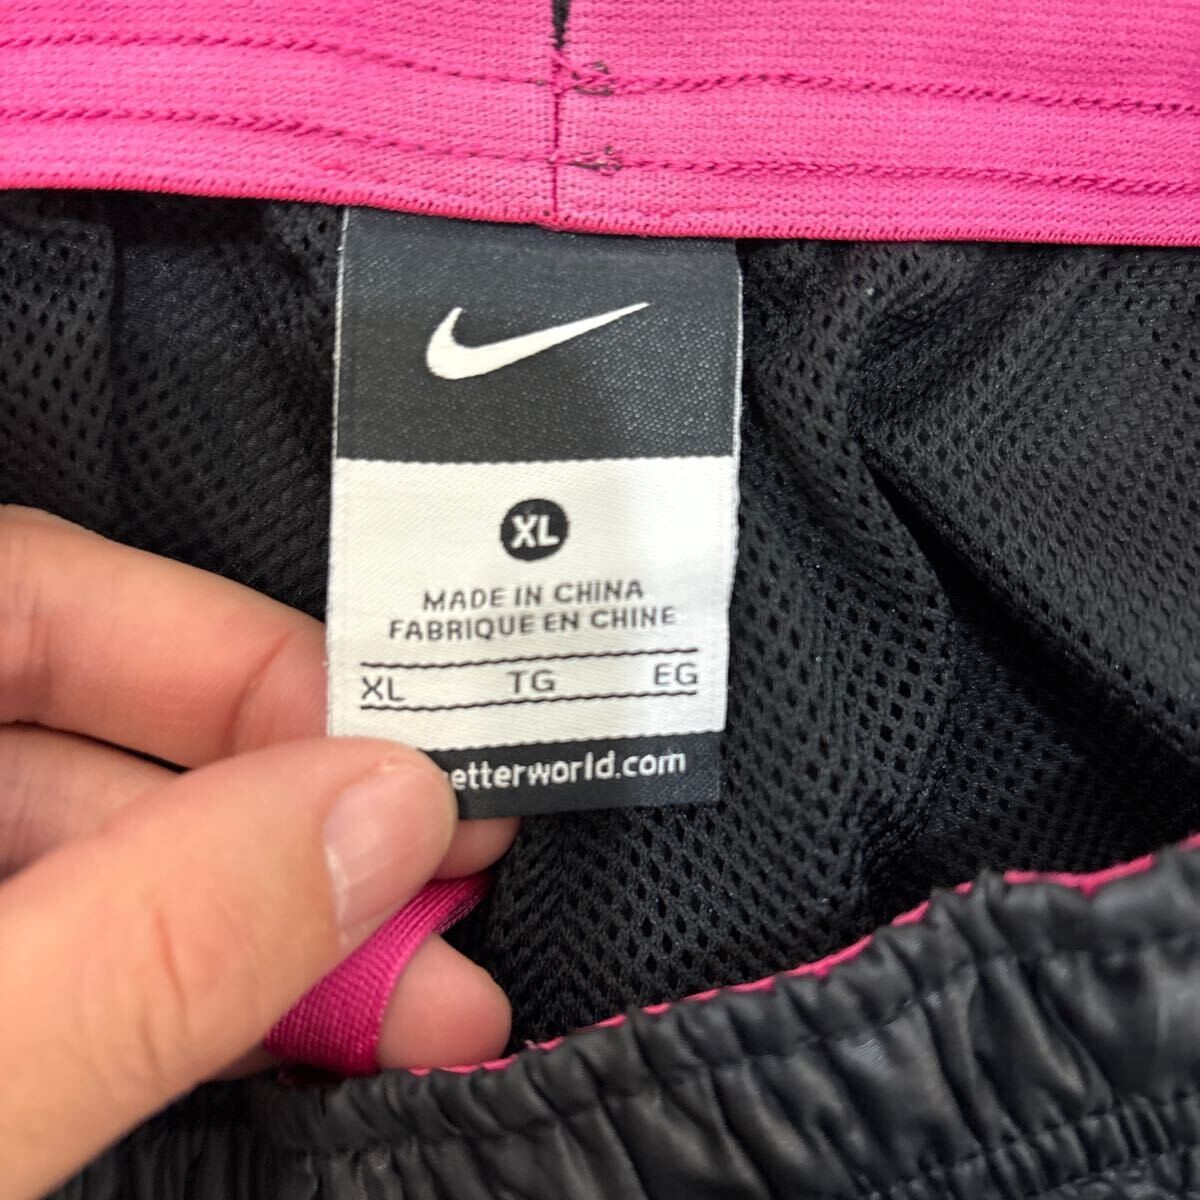 XL
MADE IN CHINA
FABRIQUE EN CHINE
XL TG EG
etterworld.com